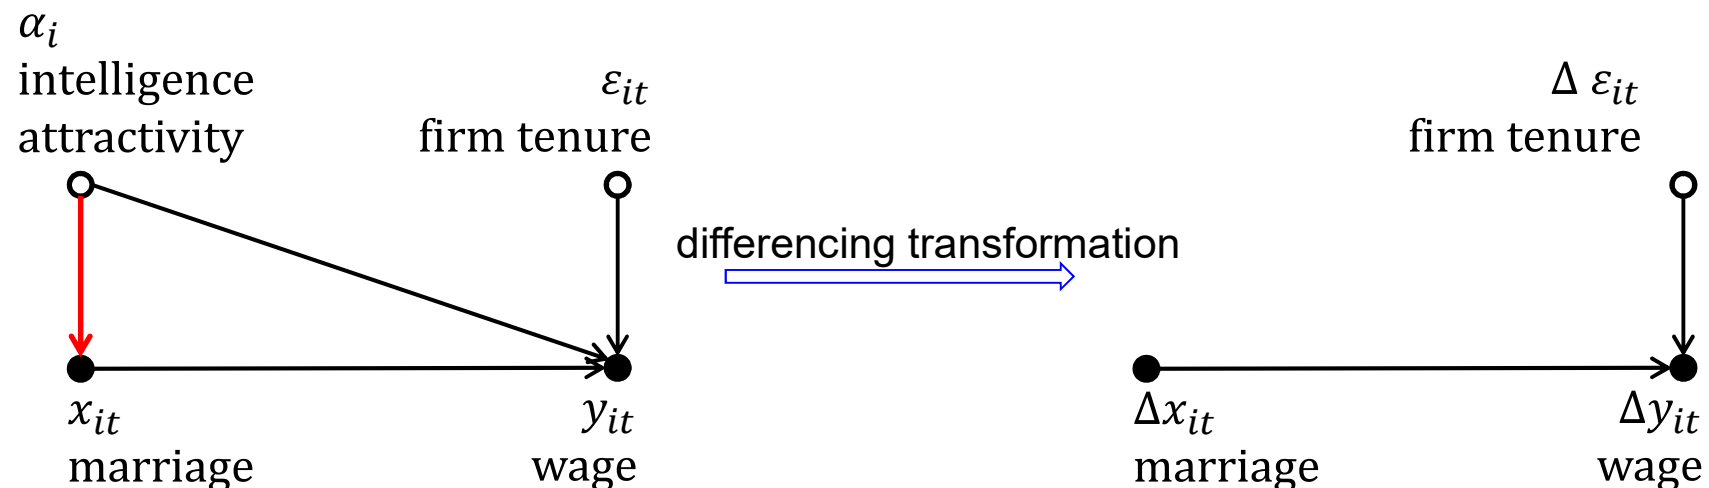 αᵢ
intelligence
attractivity
εᵢₜ
firm tenure
xᵢₜ
marriage
yᵢₜ
wage
differencing transformation
Δ εᵢₜ
firm tenure
Δxᵢₜ
marriage
Δyᵢₜ
wage